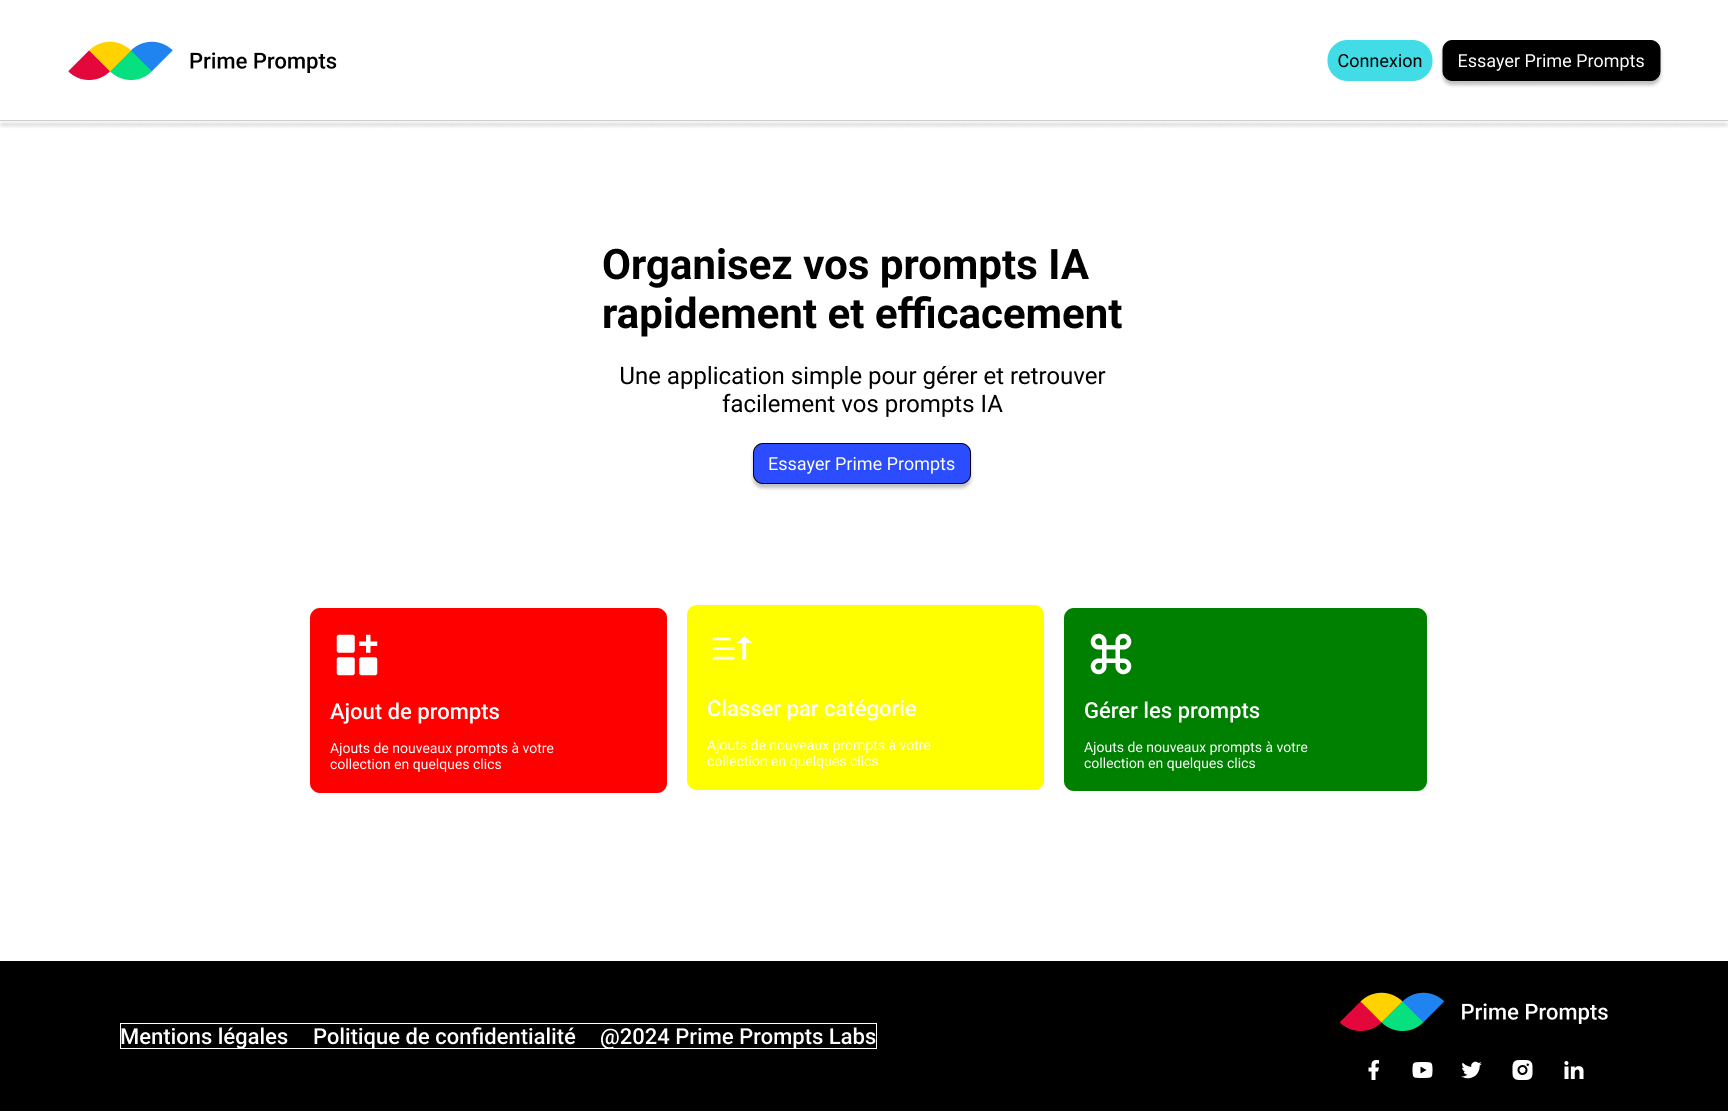 Prime Prompts
Connexion
Essayer Prime Prompts
Organisez vos prompts IA
rapidement et efficacement
Une application simple pour gérer et retrouver
facilement vos prompts IA
Essayer Prime Prompts
Ajout de prompts
Ajouts de nouveaux prompts à votre
collection en quelques clics
Classer par catégorie
Ajouts de nouveaux prompts à votre
collection en quelques clics
Gérer les prompts
Ajouts de nouveaux prompts à votre
collection en quelques clics
Mentions légales
Politique de confidentialité
@2024 Prime Prompts Labs
Prime Prompts